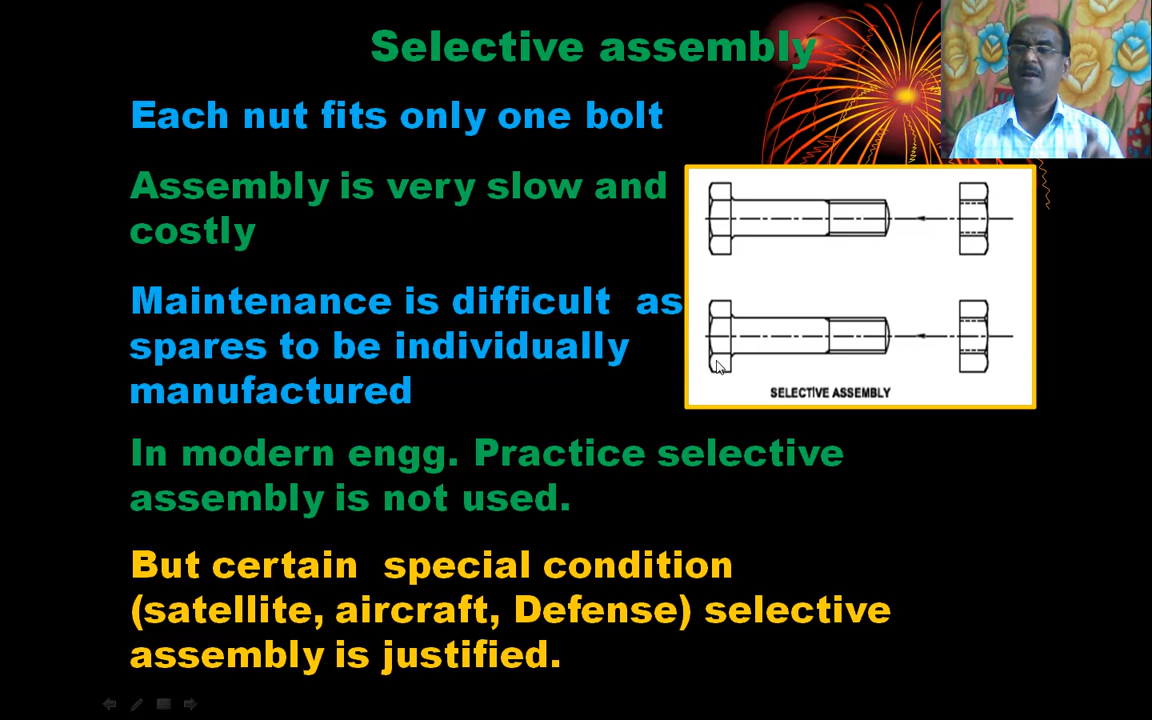 Selective assembly
Each nut fits only one bolt
Assembly is very slow and
costly
Maintenance is difficult  as
spares to be individually
manufactured
SELECTIVE ASSEMBLY
In modern engg. Practice selective
assembly is not used.
But certain  special condition
(satellite, aircraft, Defense) selective
assembly is justified.